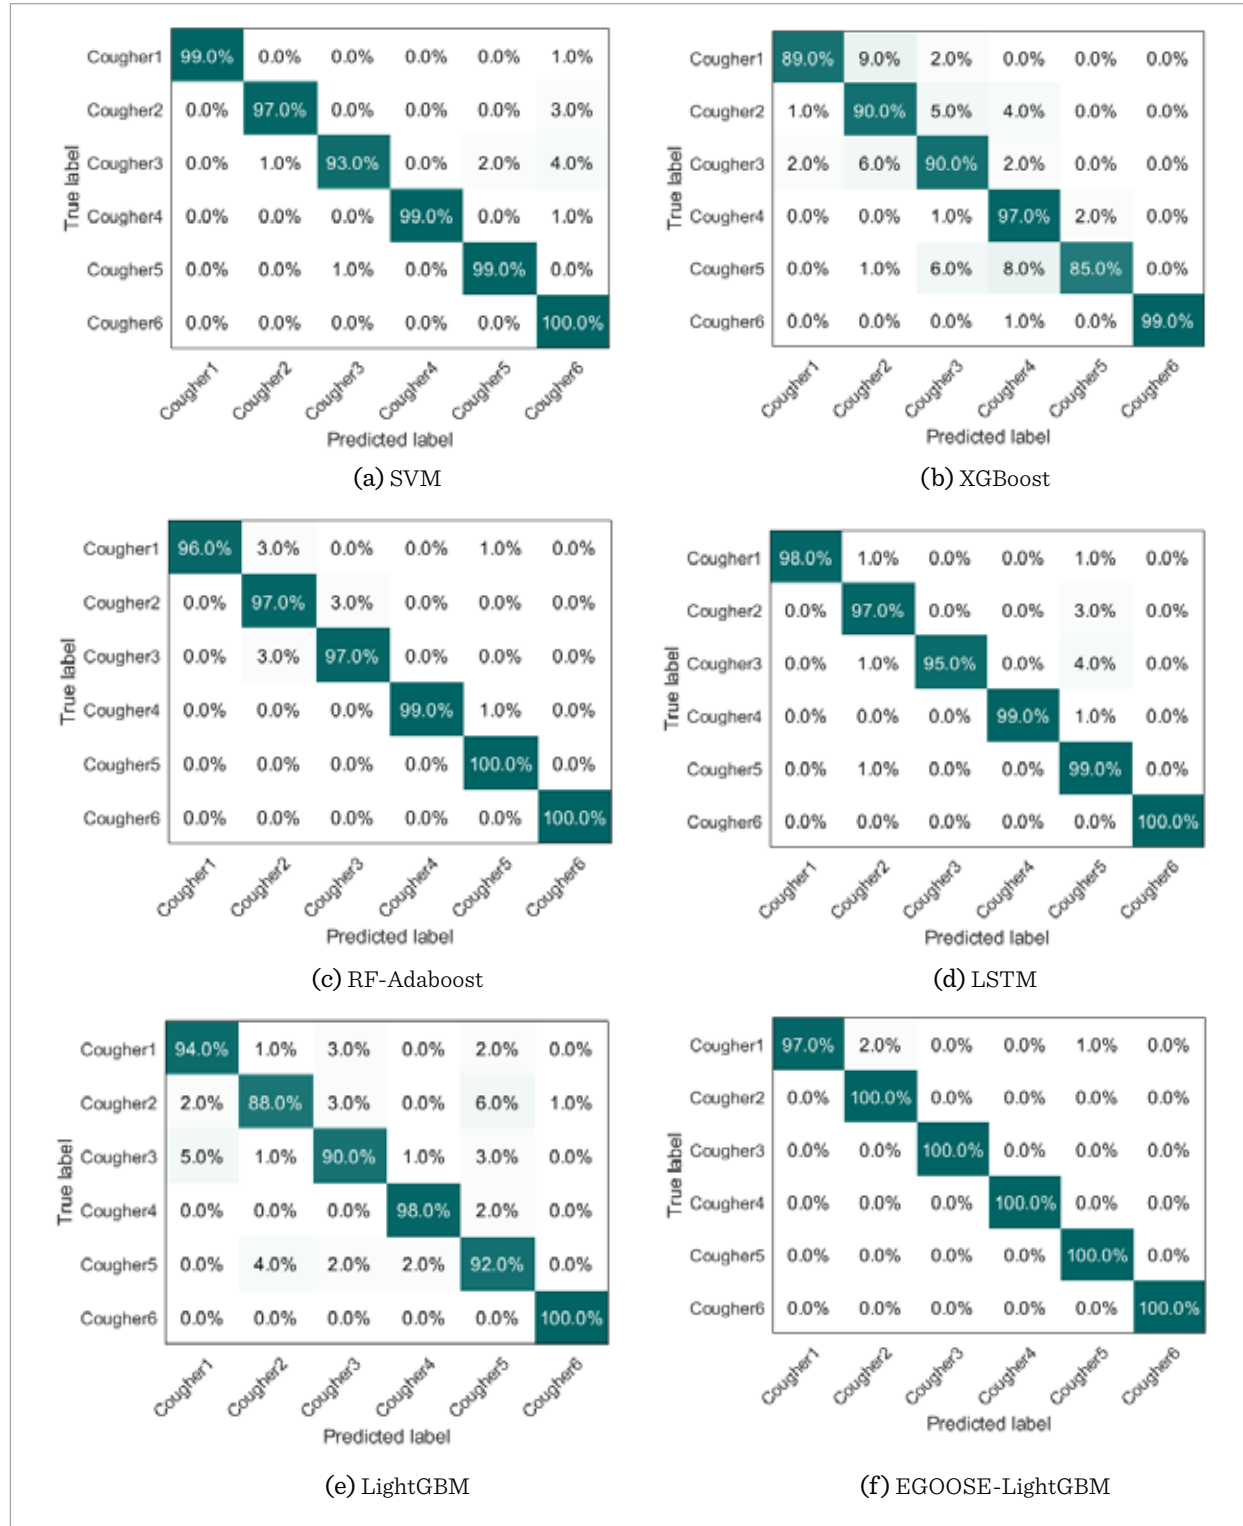 Cougher1 99.0% 0.0% 0.0% 0.0% 0.0% 1.0%
Cougher2 0.0% 97.0% 0.0% 0.0% 0.0% 3.0%
Cougher3 0.0% 1.0% 93.0% 0.0% 2.0% 4.0%
Cougher4 0.0% 0.0% 0.0% 99.0% 0.0% 1.0%
Cougher5 0.0% 0.0% 1.0% 0.0% 99.0% 0.0%
Cougher6 0.0% 0.0% 0.0% 0.0% 0.0% 100.0%
True label
Cougher1 Cougher2 Cougher3 Cougher4 Cougher5 Cougher6
Predicted label
(a) SVM
Cougher1 89.0% 9.0% 2.0% 0.0% 0.0% 0.0%
Cougher2 1.0% 90.0% 5.0% 4.0% 0.0% 0.0%
Cougher3 2.0% 6.0% 90.0% 2.0% 0.0% 0.0%
Cougher4 0.0% 0.0% 1.0% 97.0% 2.0% 0.0%
Cougher5 0.0% 1.0% 6.0% 8.0% 85.0% 0.0%
Cougher6 0.0% 0.0% 0.0% 1.0% 0.0% 99.0%
True label
Cougher1 Cougher2 Cougher3 Cougher4 Cougher5 Cougher6
Predicted label
(b) XGBoost
Cougher1 96.0% 3.0% 0.0% 0.0% 1.0% 0.0%
Cougher2 0.0% 97.0% 3.0% 0.0% 0.0% 0.0%
Cougher3 0.0% 3.0% 97.0% 0.0% 0.0% 0.0%
Cougher4 0.0% 0.0% 0.0% 99.0% 1.0% 0.0%
Cougher5 0.0% 0.0% 0.0% 0.0% 100.0% 0.0%
Cougher6 0.0% 0.0% 0.0% 0.0% 0.0% 100.0%
True label
Cougher1 Cougher2 Cougher3 Cougher4 Cougher5 Cougher6
Predicted label
(c) RF-Adaboost
Cougher1 98.0% 1.0% 0.0% 0.0% 1.0% 0.0%
Cougher2 0.0% 97.0% 0.0% 0.0% 3.0% 0.0%
Cougher3 0.0% 1.0% 95.0% 0.0% 4.0% 0.0%
Cougher4 0.0% 0.0% 0.0% 99.0% 1.0% 0.0%
Cougher5 0.0% 1.0% 0.0% 0.0% 99.0% 0.0%
Cougher6 0.0% 0.0% 0.0% 0.0% 0.0% 100.0%
True label
Cougher1 Cougher2 Cougher3 Cougher4 Cougher5 Cougher6
Predicted label
(d) LSTM
Cougher1 94.0% 1.0% 3.0% 0.0% 2.0% 0.0%
Cougher2 2.0% 88.0% 3.0% 0.0% 6.0% 1.0%
Cougher3 5.0% 1.0% 90.0% 1.0% 3.0% 0.0%
Cougher4 0.0% 0.0% 0.0% 98.0% 2.0% 0.0%
Cougher5 0.0% 4.0% 2.0% 2.0% 92.0% 0.0%
Cougher6 0.0% 0.0% 0.0% 0.0% 0.0% 100.0%
True label
Cougher1 Cougher2 Cougher3 Cougher4 Cougher5 Cougher6
Predicted label
(e) LightGBM
Cougher1 97.0% 2.0% 0.0% 0.0% 1.0% 0.0%
Cougher2 0.0% 100.0% 0.0% 0.0% 0.0% 0.0%
Cougher3 0.0% 0.0% 100.0% 0.0% 0.0% 0.0%
Cougher4 0.0% 0.0% 0.0% 100.0% 0.0% 0.0%
Cougher5 0.0% 0.0% 0.0% 0.0% 100.0% 0.0%
Cougher6 0.0% 0.0% 0.0% 0.0% 0.0% 100.0%
True label
Cougher1 Cougher2 Cougher3 Cougher4 Cougher5 Cougher6
Predicted label
(f) EGOOSE-LightGBM